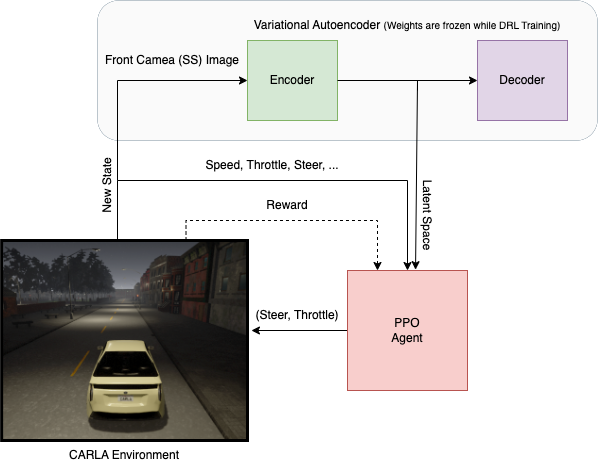 Variational Autoencoder (Weights are frozen while DRL Training)
Front Camea (SS) Image
Encoder
Decoder
New State
Speed, Throttle, Steer, ...
Latent Space
Reward
(Steer, Throttle)
PPO
Agent
CARLA Environment